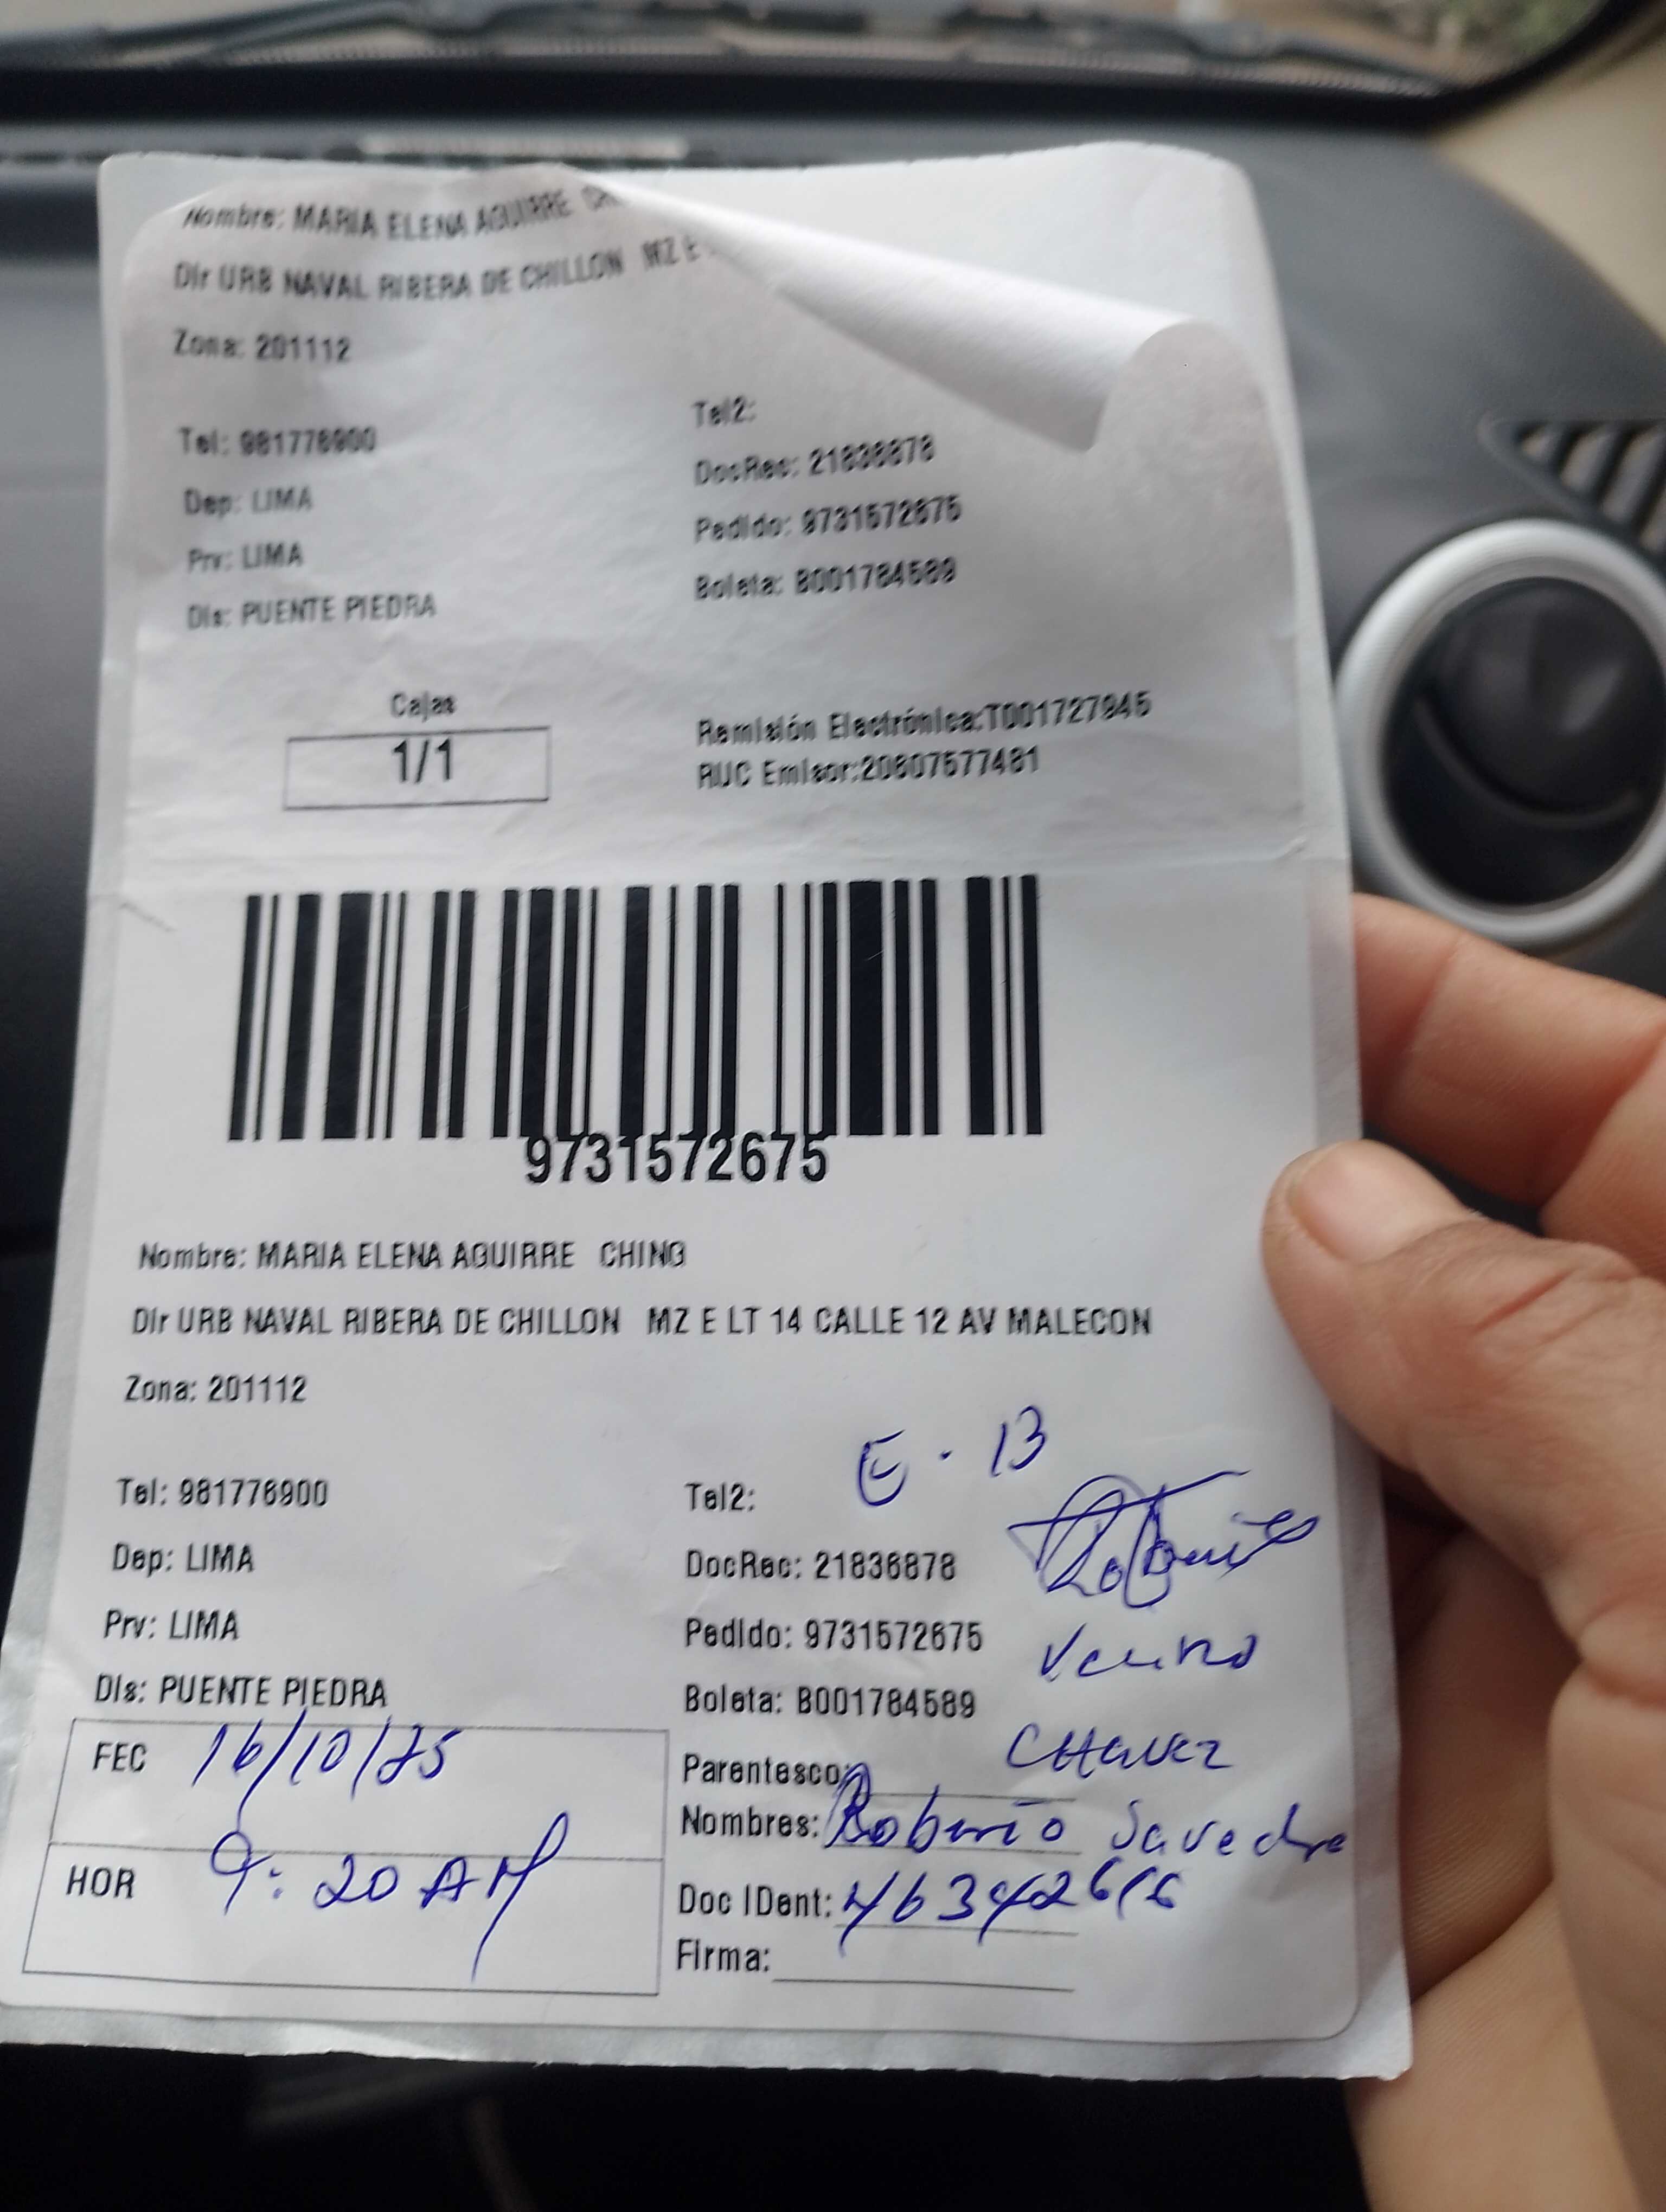 Nombre: MARIA ELENA AGUIRRE
Dir URB NAVAL RIBERA DE CHILLON MZ E
Zona: 201112
Tel: 981776900
Tel2:
DocRec: 21836878
Dep: LIMA
Pedido: 9731572675
Prv: LIMA
Boleta: B001784589
Dis: PUENTE PIEDRA
Cajas
1/1
Remisión Electrónica:T001727945
RUC Emisor:20607577481
9731572675
Nombre: MARIA ELENA AGUIRRE CHING
Dir URB NAVAL RIBERA DE CHILLON MZ E LT 14 CALLE 12 AV MALECON
Zona: 201112
E - 13
Tel: 981776900
Tel2:
Dep: LIMA
DocRec: 21836878
Prv: LIMA
Pedido: 9731572675
Vecino
Dis: PUENTE PIEDRA
Boleta: B001784589
FEC 16/10/25
Parentesco:
CHAVEZ
Nombres: Roberto Savedra
HOR 9:20 AM
Doc IDent:
Firma: